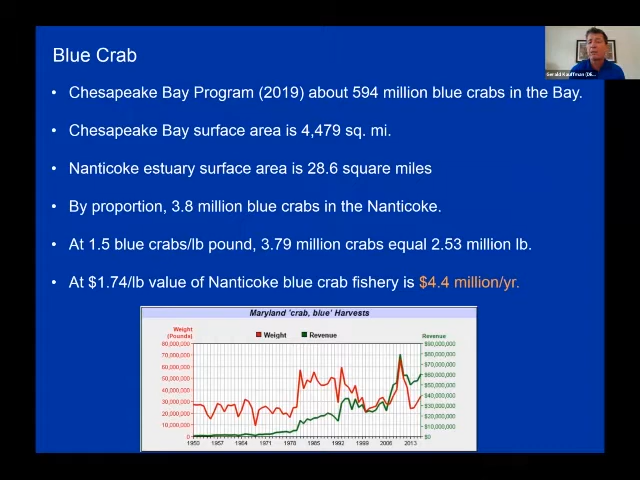 Blue Crab
Gerald Kauffman (DE...
• Chesapeake Bay Program (2019) about 594 million blue crabs in the Bay.
• Chesapeake Bay surface area is 4,479 sq. mi.
• Nanticoke estuary surface area is 28.6 square miles
• By proportion, 3.8 million blue crabs in the Nanticoke.
• At 1.5 blue crabs/lb pound, 3.79 million crabs equal 2.53 million lb.
• At $1.74/lb value of Nanticoke blue crab fishery is $4.4 million/yr.
Maryland 'crab, blue' Harvests
Weight
(Pounds)
Weight
Revenue
Revenue
80,000,000
70,000,000
60,000,000
50,000,000
40,000,000
30,000,000
20,000,000
10,000,000
0
$90,000,000
$80,000,000
$70,000,000
$60,000,000
$50,000,000
$40,000,000
$30,000,000
$20,000,000
$10,000,000
$0
1950 1957 1964 1971 1978 1985 1992 1999 2006 2013